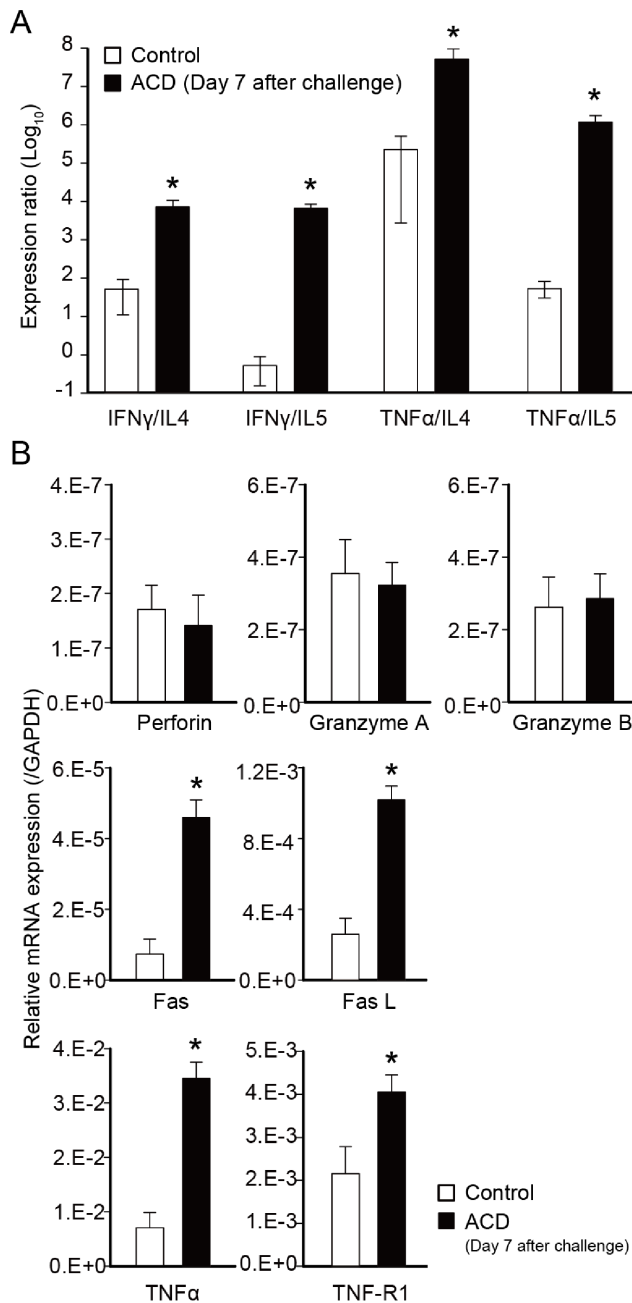 A
8
7
6
5
4
3
2
1
0
-1
Expression ratio (Log10)
Control
ACD (Day 7 after challenge)
*
*
*
*
IFNγ/IL4
IFNγ/IL5
TNFα/IL4
TNFα/IL5
B
Relative mRNA expression (/GAPDH)
4.E-7
3.E-7
2.E-7
1.E-7
0.E+0
Perforin
6.E-7
4.E-7
2.E-7
0.E+0
Granzyme A
6.E-7
4.E-7
2.E-7
0.E+0
Granzyme B
6.E-5
4.E-5
2.E-5
0.E+0
*
Fas
1.2E-3
8.E-4
4.E-4
0.E+0
*
Fas L
4.E-2
3.E-2
2.E-2
1.E-2
0.E+0
*
TNFα
5.E-3
4.E-3
3.E-3
2.E-3
1.E-3
0.E+0
*
TNF-R1
Control
ACD
(Day 7 after challenge)